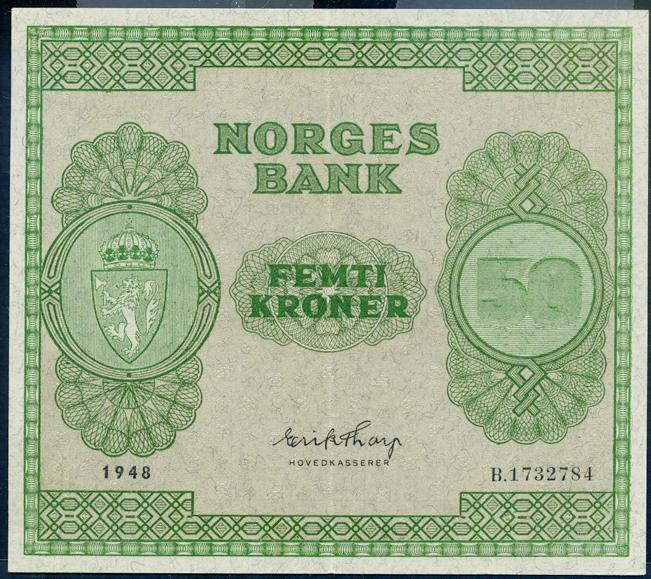 NORGES
BANK
50
FEMTI
KRONER
Erik Thorp
HOVEDKASSERER
1948
B.1732784